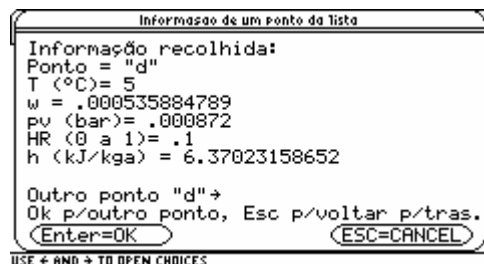 Informasao de um ponto da lista
Informação recolhida:
Ponto = "d"
T (ºC)= 5
w = .000535884789
pv (bar)= .000872
HR (0 a 1)= .1
h (kJ/kga) = 6.37023158652
Outro ponto "d"→
Ok p/outro ponto, Esc p/voltar p/tras.
Enter=OK ESC=CANCEL
USE ← AND → TO OPEN CHOICES